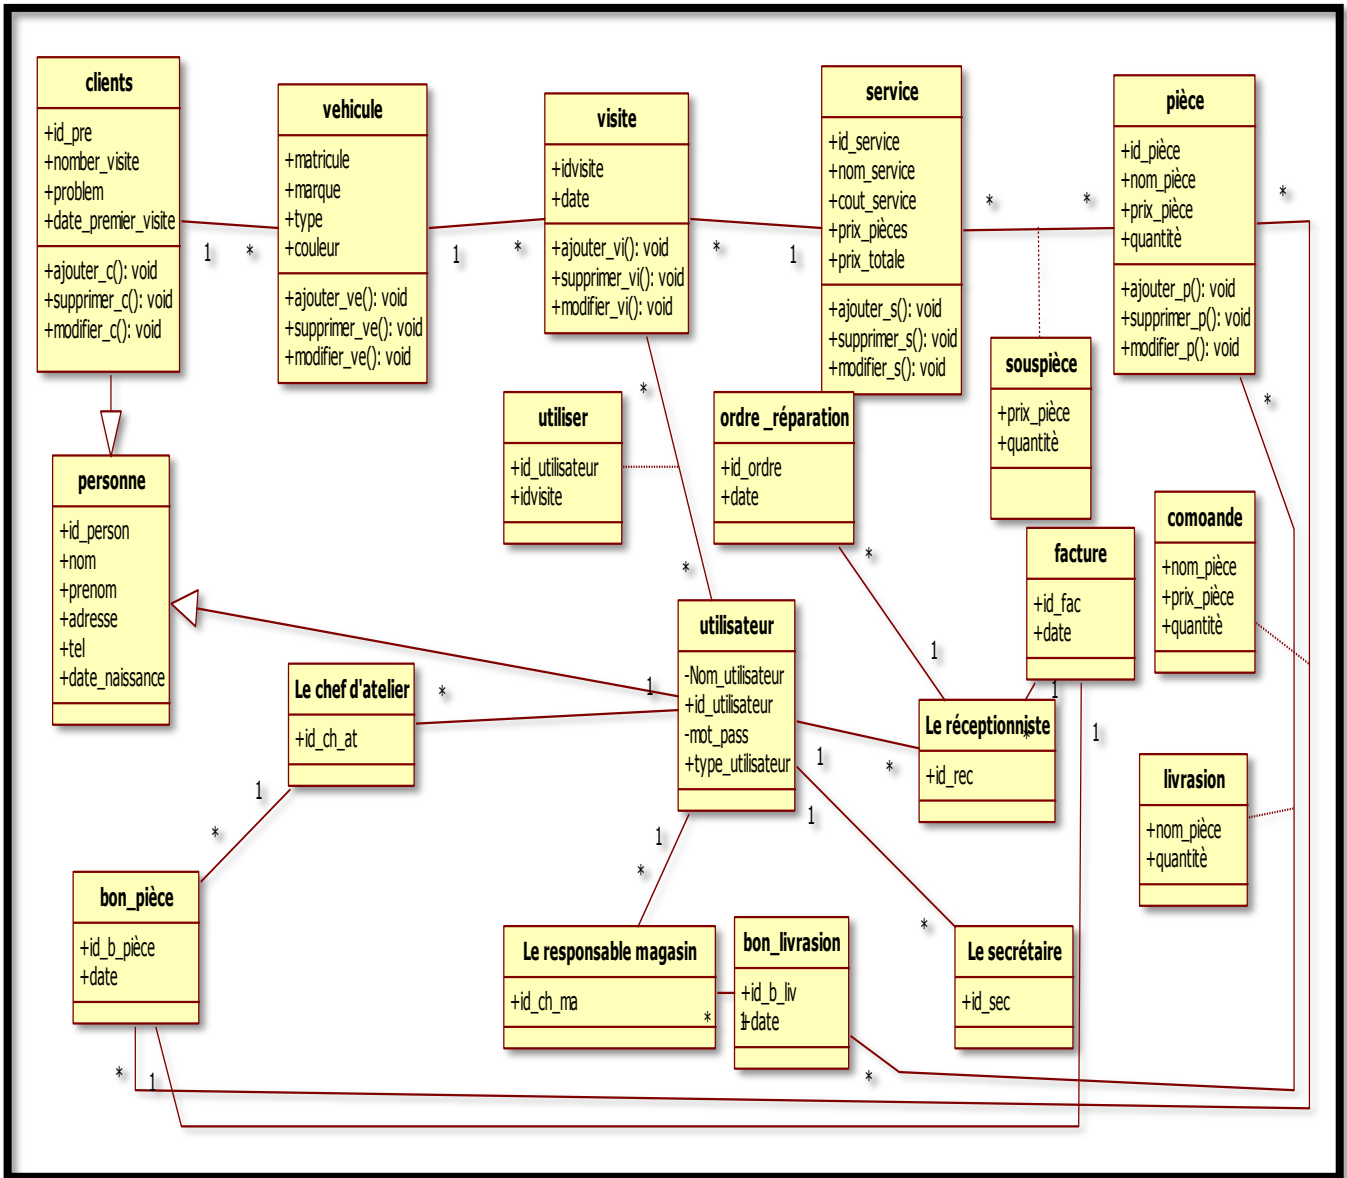 clients
+id_pre
+nomber_visite
+problem
+date_premier_visite
+ajouter_c(): void
+supprimer_c(): void
+modifier_c(): void
1
*
vehicule
+matricule
+marque
+type
+couleur
+ajouter_ve(): void
+supprimer_ve(): void
+modifier_ve(): void
1
*
visite
+idvisite
+date
+ajouter_vi(): void
+supprimer_vi(): void
+modifier_vi(): void
*
1
service
+id_service
+nom_service
+cout_service
+prix_pièces
+prix_totale
+ajouter_s(): void
+supprimer_s(): void
+modifier_s(): void
*
*
pièce
+id_pièce
+nom_pièce
+prix_pièce
+quantitè
+ajouter_p(): void
+supprimer_p(): void
+modifier_p(): void
*
*
souspièce
+prix_pièce
+quantitè
utiliser
+id_utilisateur
+idvisite
*
*
ordre _réparation
+id_ordre
+date
*
1
personne
+id_person
+nom
+prenom
+adresse
+tel
+date_naissance
comoande
+nom_pièce
+prix_pièce
+quantitè
facture
+id_fac
+date
1
*
1
utilisateur
-Nom_utilisateur
+id_utilisateur
-mot_pass
+type_utilisateur
1
*
Le chef d'atelier
+id_ch_at
1
*
Le réceptionniste
+id_rec
1
*
1
*
1
*
livrasion
+nom_pièce
+quantitè
bon_pièce
+id_b_pièce
+date
*
1
Le responsable magasin
+id_ch_ma
*
bon_livrasion
+id_b_liv
+date
1
*
Le secrétaire
+id_sec